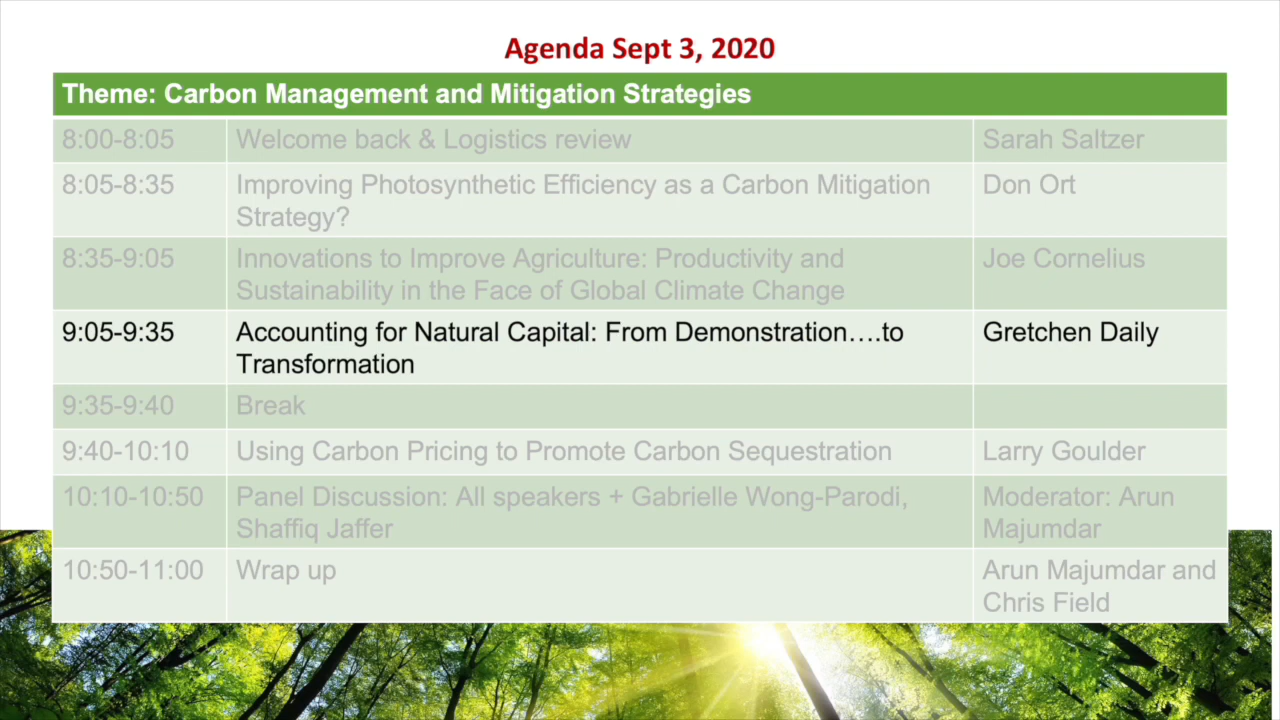 Agenda Sept 3, 2020
Theme: Carbon Management and Mitigation Strategies
8:00-8:05 Welcome back & Logistics review Sarah Saltzer
8:05-8:35 Improving Photosynthetic Efficiency as a Carbon Mitigation Don Ort
Strategy?
8:35-9:05 Innovations to Improve Agriculture: Productivity and Joe Cornelius
Sustainability in the Face of Global Climate Change
9:05-9:35 Accounting for Natural Capital: From Demonstration….to Gretchen Daily
Transformation
9:35-9:40 Break
9:40-10:10 Using Carbon Pricing to Promote Carbon Sequestration Larry Goulder
10:10-10:50 Panel Discussion: All speakers + Gabrielle Wong-Parodi, Moderator: Arun
Shaffiq Jaffer Majumdar
10:50-11:00 Wrap up Arun Majumdar and
Chris Field